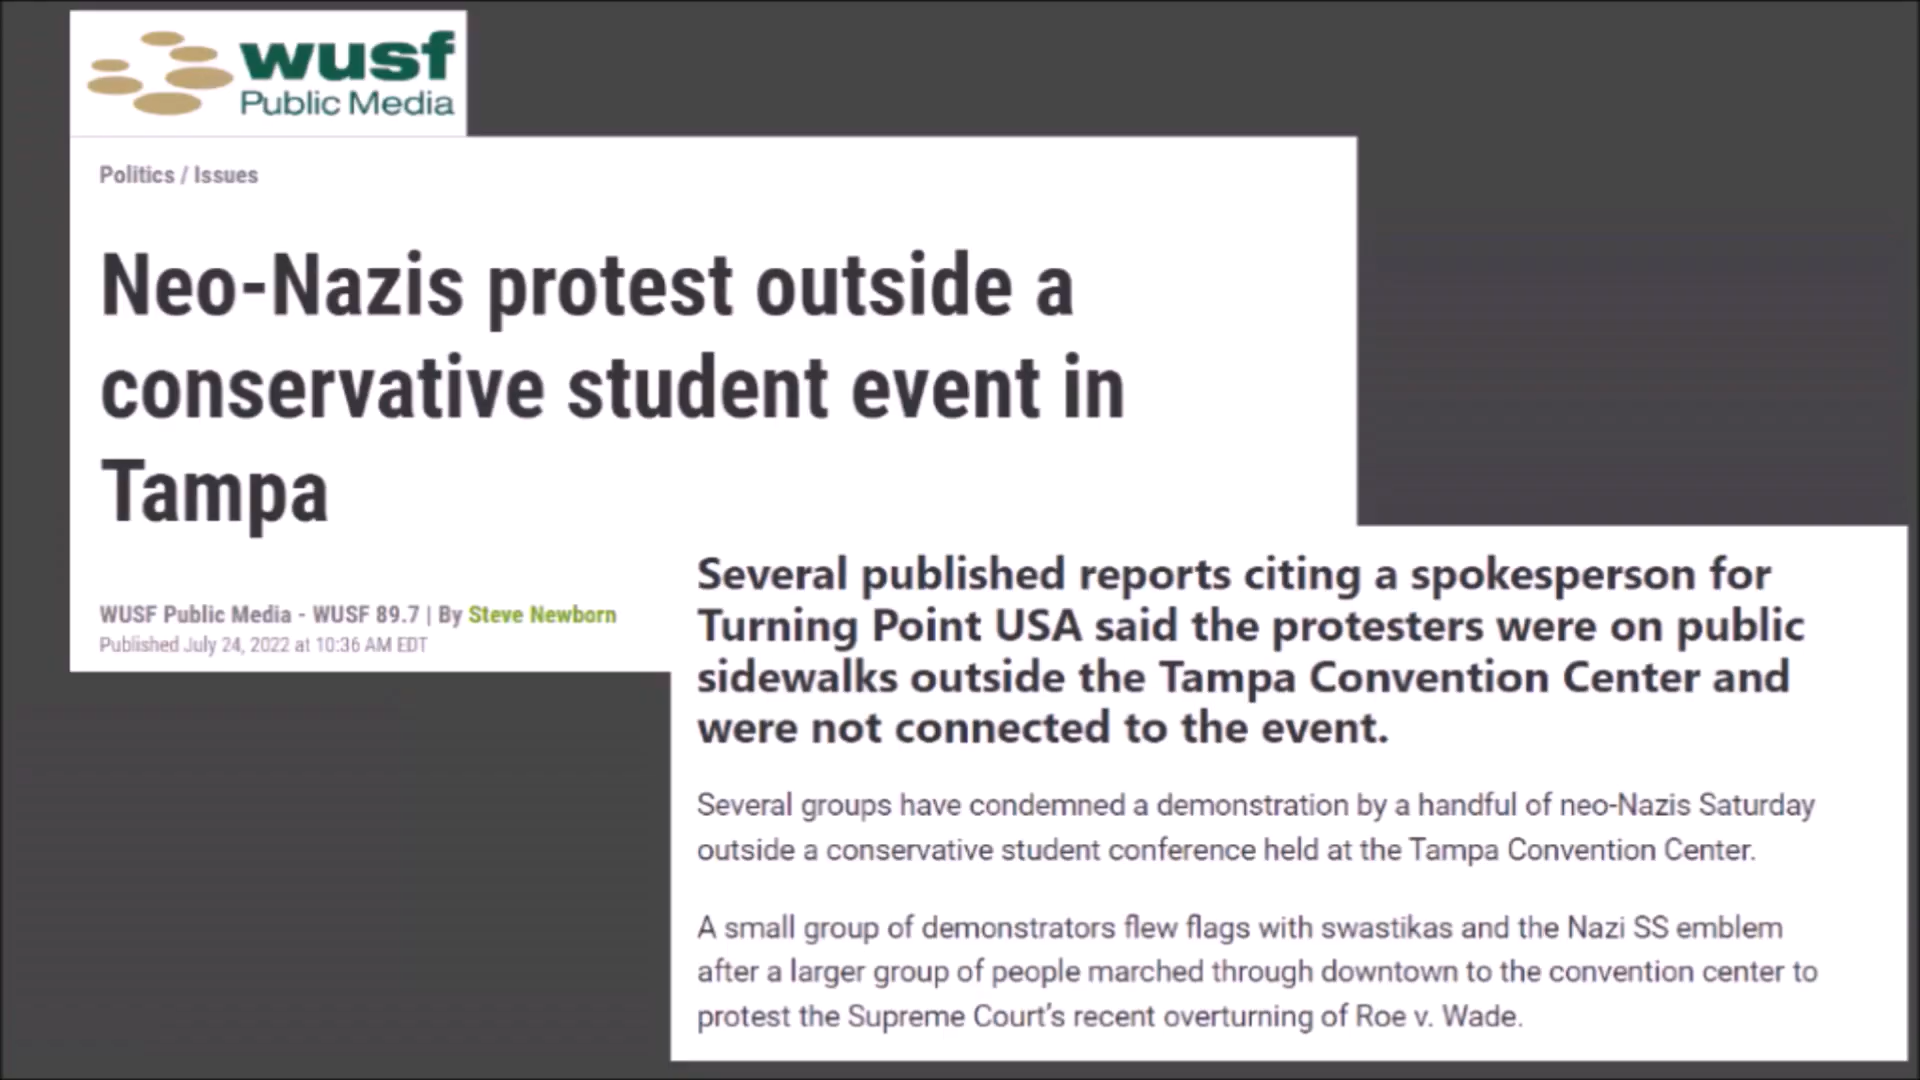 wusf
Public Media
Politics / Issues
Neo-Nazis protest outside a
conservative student event in
Tampa
WUSF Public Media - WUSF 89.7 | By Steve Newborn
Published July 24, 2022 at 10:36 AM EDT
Several published reports citing a spokesperson for
Turning Point USA said the protesters were on public
sidewalks outside the Tampa Convention Center and
were not connected to the event.
Several groups have condemned a demonstration by a handful of neo-Nazis Saturday
outside a conservative student conference held at the Tampa Convention Center.
A small group of demonstrators flew flags with swastikas and the Nazi SS emblem
after a larger group of people marched through downtown to the convention center to
protest the Supreme Court's recent overturning of Roe v. Wade.